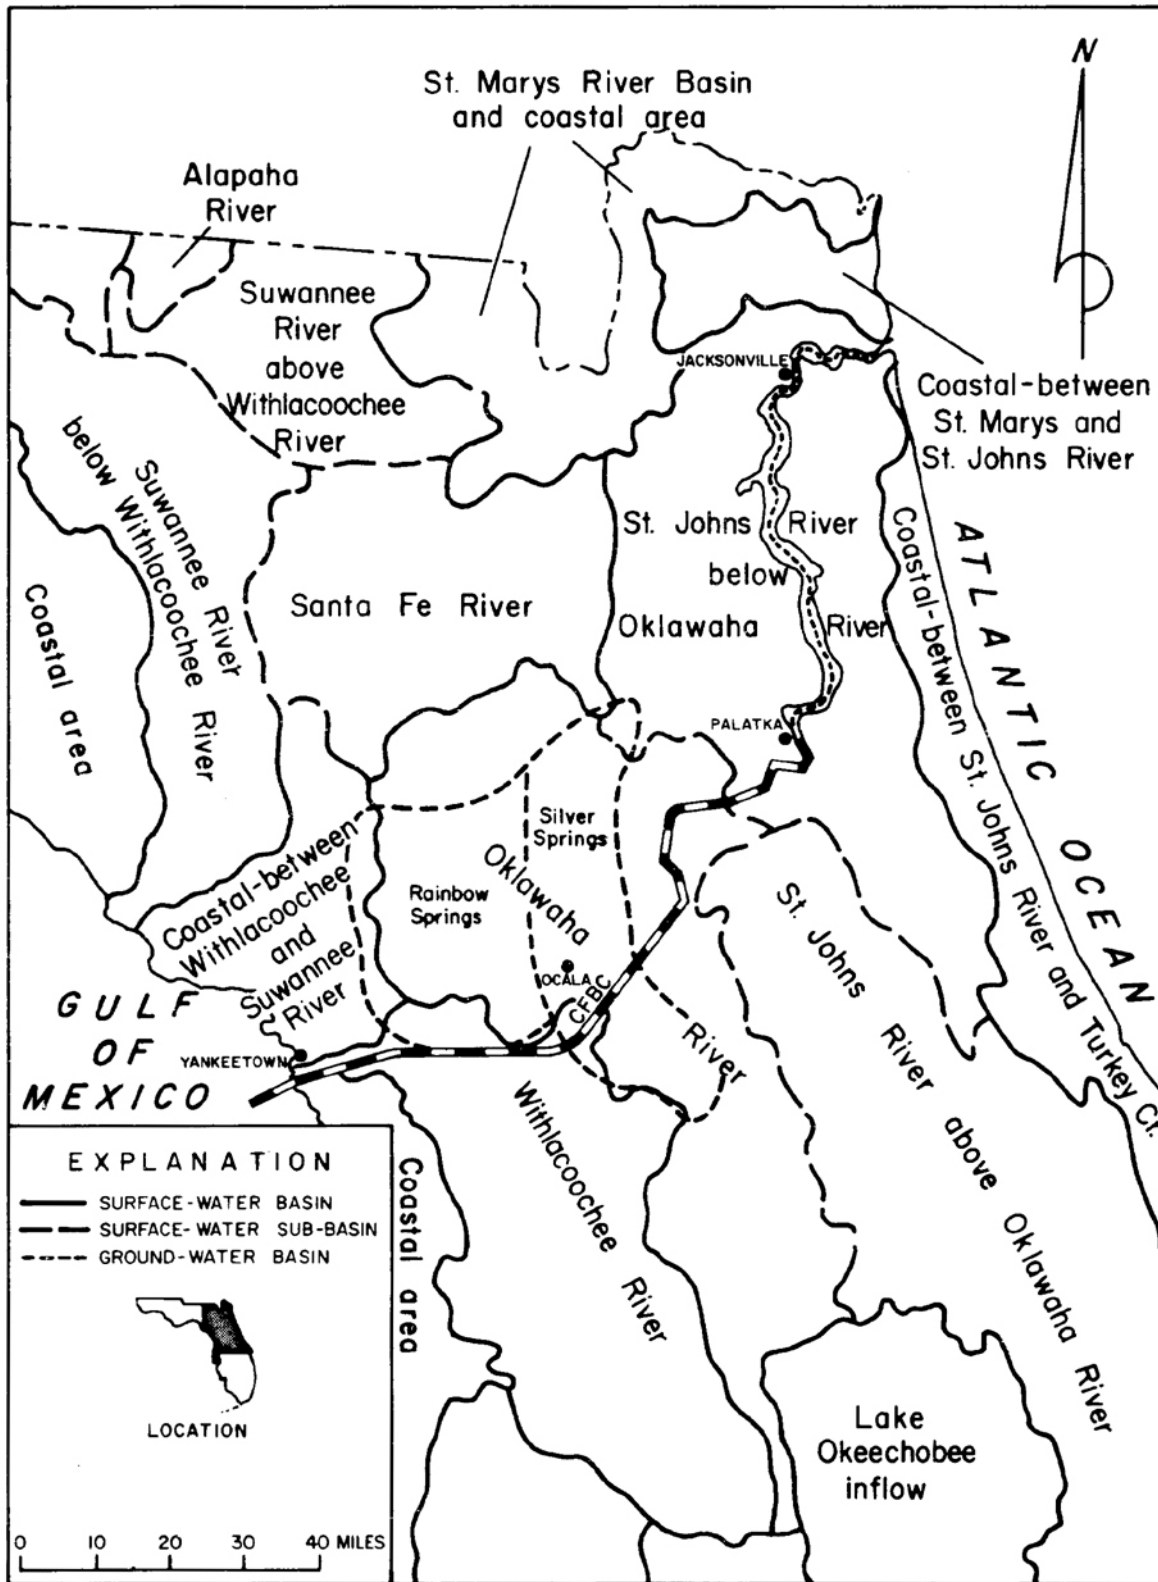 N
St. Marys River Basin
and coastal area
Alapaha
River
Suwannee
River
above
Withlacoochee
River
JACKSONVILLE
Coastal-between
St. Marys and
St. Johns River
Suwannee River
below Withlacoochee River
Coastal area
Santa Fe River
St. Johns River
below
Oklawaha River
Coastal-between St. Johns River and Turkey Cr.
ATLANTIC OCEAN
PALATKA
Silver
Springs
Rainbow
Springs
Oklawaha
River
OCALA
CFBC
Coastal-between
Withlacoochee
and
Suwannee
River
GULF
OF
MEXICO
YANKEETOWN
St. Johns River above Oklawaha River
Withlacoochee River
Coastal area
Lake
Okeechobee
inflow
EXPLANATION
SURFACE-WATER BASIN
SURFACE-WATER SUB-BASIN
GROUND-WATER BASIN
LOCATION
0 10 20 30 40 MILES